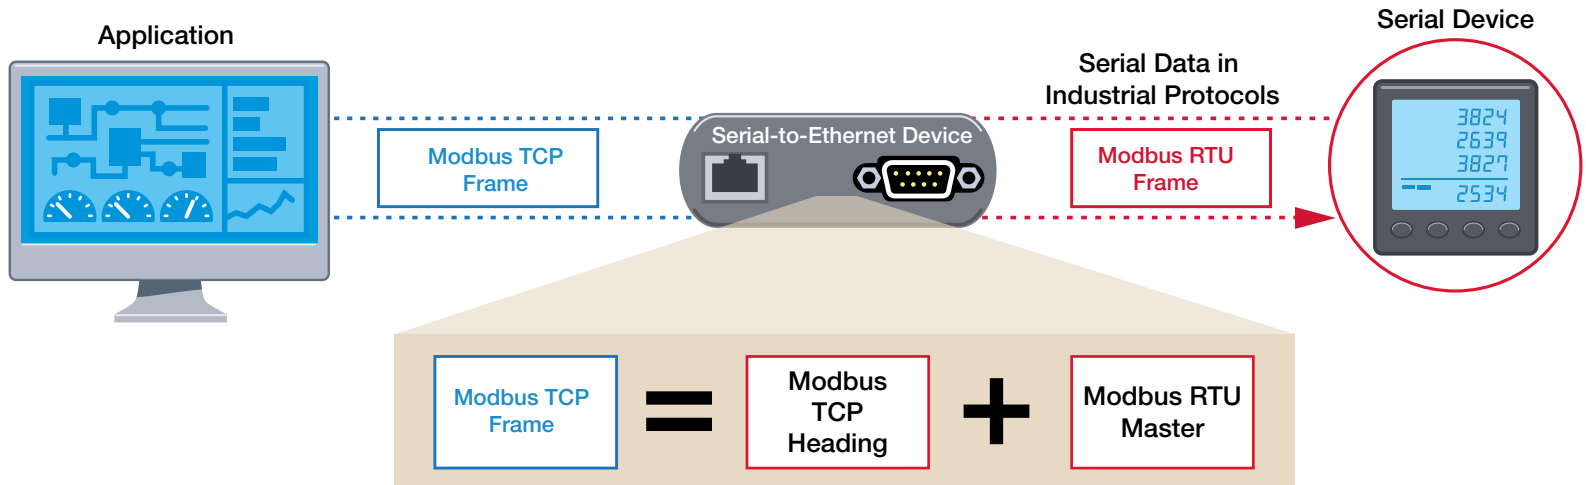 Application
Serial Device
Serial Data in
Industrial Protocols
Modbus TCP
Frame
Serial-to-Ethernet Device
Modbus RTU
Frame
3824
2639
3827
2534
Modbus TCP
Frame
=
Modbus
TCP
Heading
+
Modbus RTU
Master